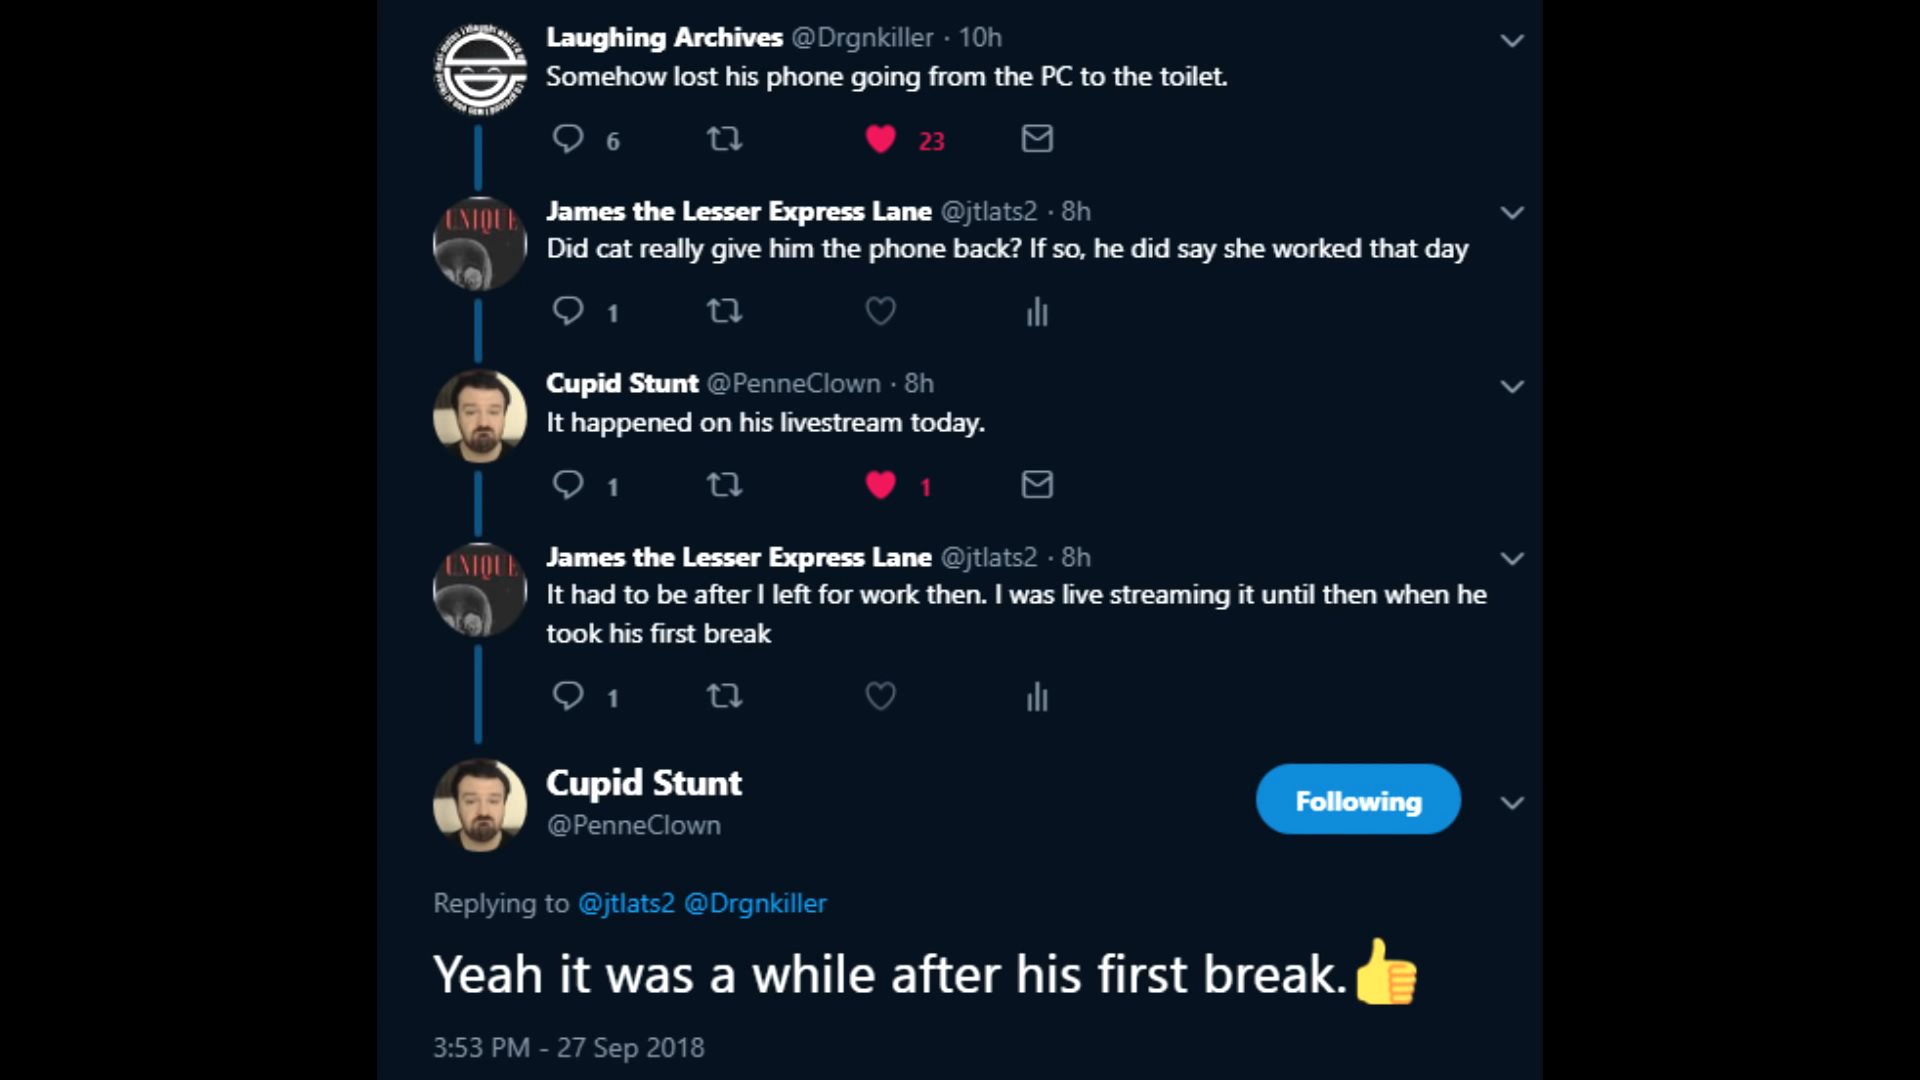 Laughing Archives @Drgnkiller · 10h
Somehow lost his phone going from the PC to the toilet.
6 23
UNIQUE
James the Lesser Express Lane @jtlats2 · 8h
Did cat really give him the phone back? If so, he did say she worked that day
1
Cupid Stunt @PenneClown · 8h
It happened on his livestream today.
1 1
UNIQUE
James the Lesser Express Lane @jtlats2 · 8h
It had to be after I left for work then. I was live streaming it until then when he
took his first break
1
Cupid Stunt
@PenneClown
Following
Replying to @jtlats2 @Drgnkiller
Yeah it was a while after his first break.👍
3:53 PM - 27 Sep 2018